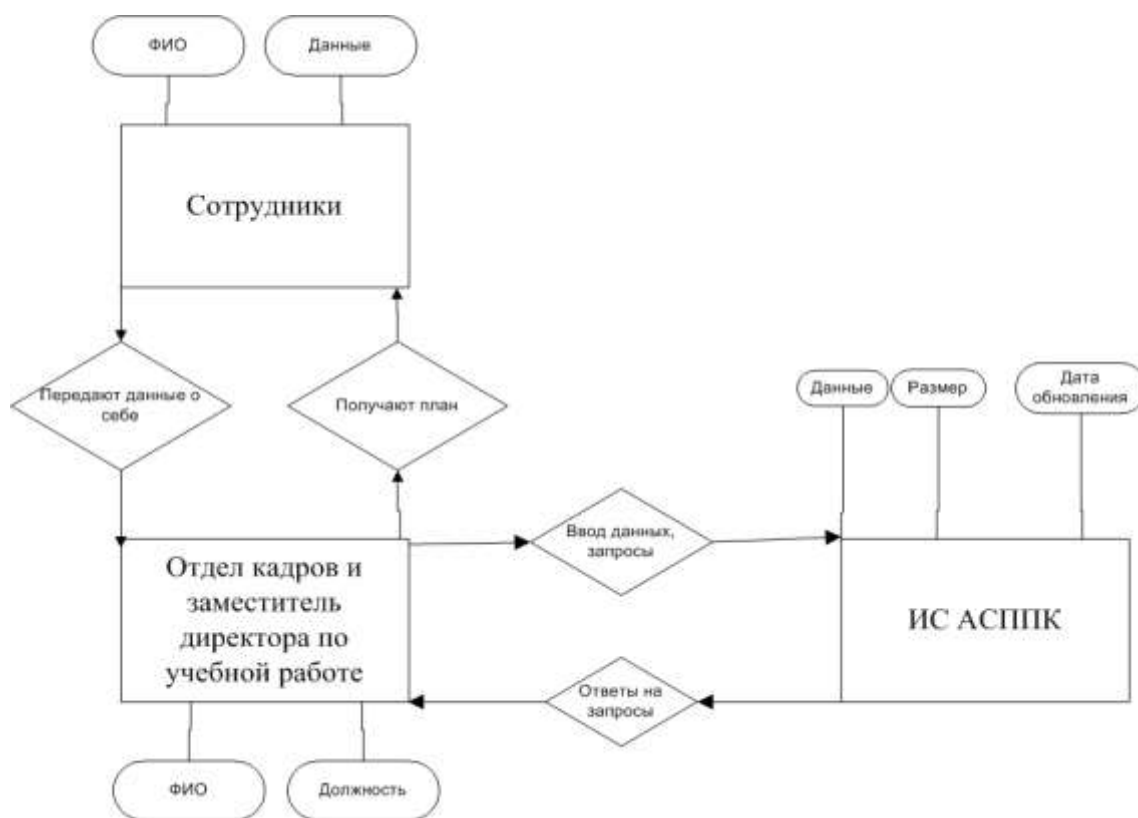 ФИО
Данные
Сотрудники
Передают данные о
себе
Получают план
Данные
Размер
Дата
обновления
Ввод данных,
запросы
Отдел кадров и
заместитель
директора по
учебной работе
ИС АСППК
Ответы на
запросы
ФИО
Должность